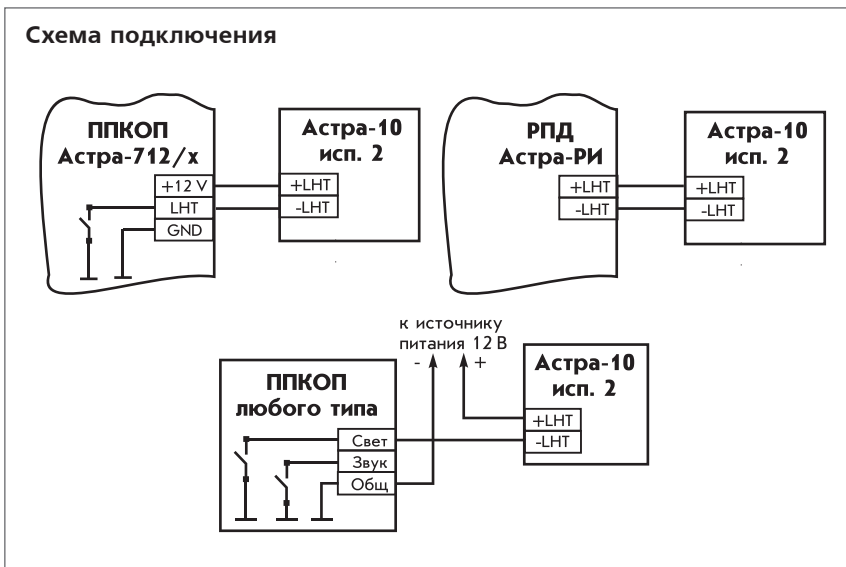 Схема подключения
ППКОП
Астра-712/х
+12 V
LHT
GND
Астра-10
исп. 2
+LHT
-LHT
РПД
Астра-РИ
+LHT
-LHT
Астра-10
исп. 2
+LHT
-LHT
к источнику
питания 12 В
- +
ППКОП
любого типа
Свет
Звук
Общ
Астра-10
исп. 2
+LHT
-LHT